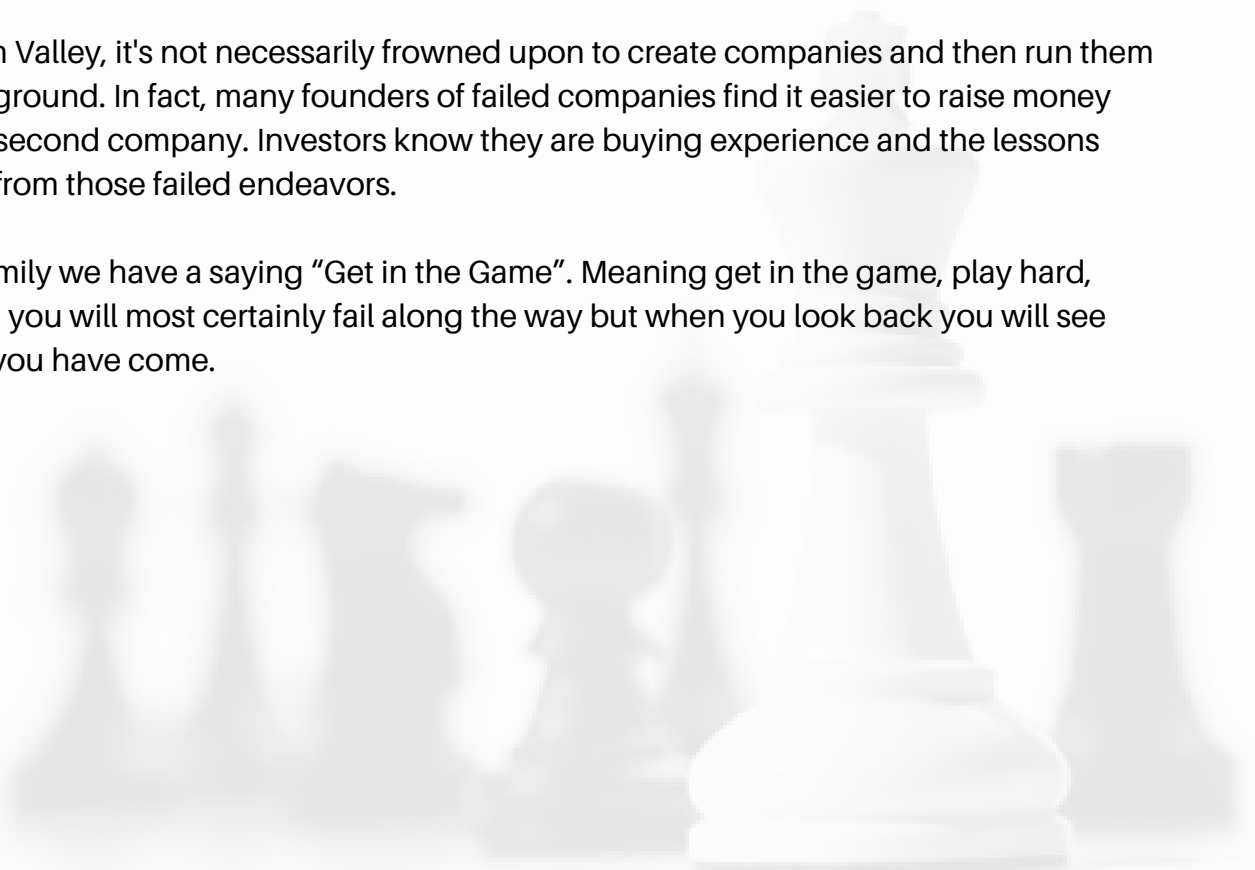 Valley, it's not necessarily frowned upon to create companies and then run them
ground. In fact, many founders of failed companies find it easier to raise money
second company. Investors know they are buying experience and the lessons
from those failed endeavors.
we have a saying “Get in the Game”. Meaning get in the game, play hard,
you will most certainly fail along the way but when you look back you will see
you have come.